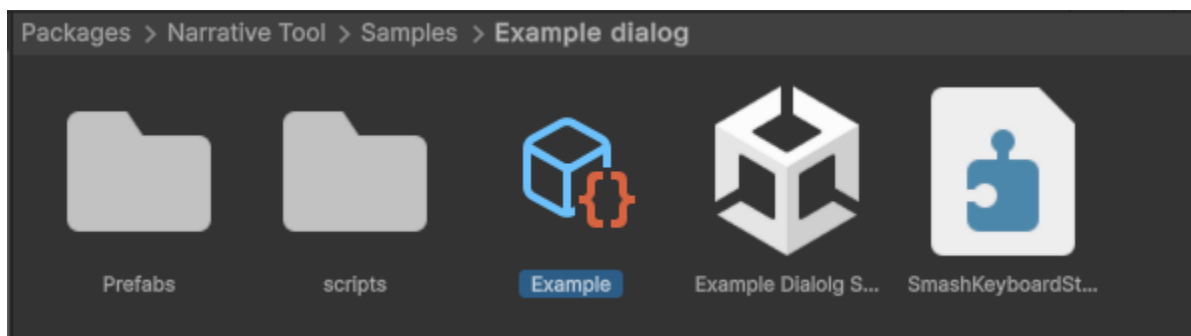 Packages > Narrative Tool > Samples > Example dialog
Prefabs
scripts
Example
Example Dialolg S...
SmashKeyboardSt...